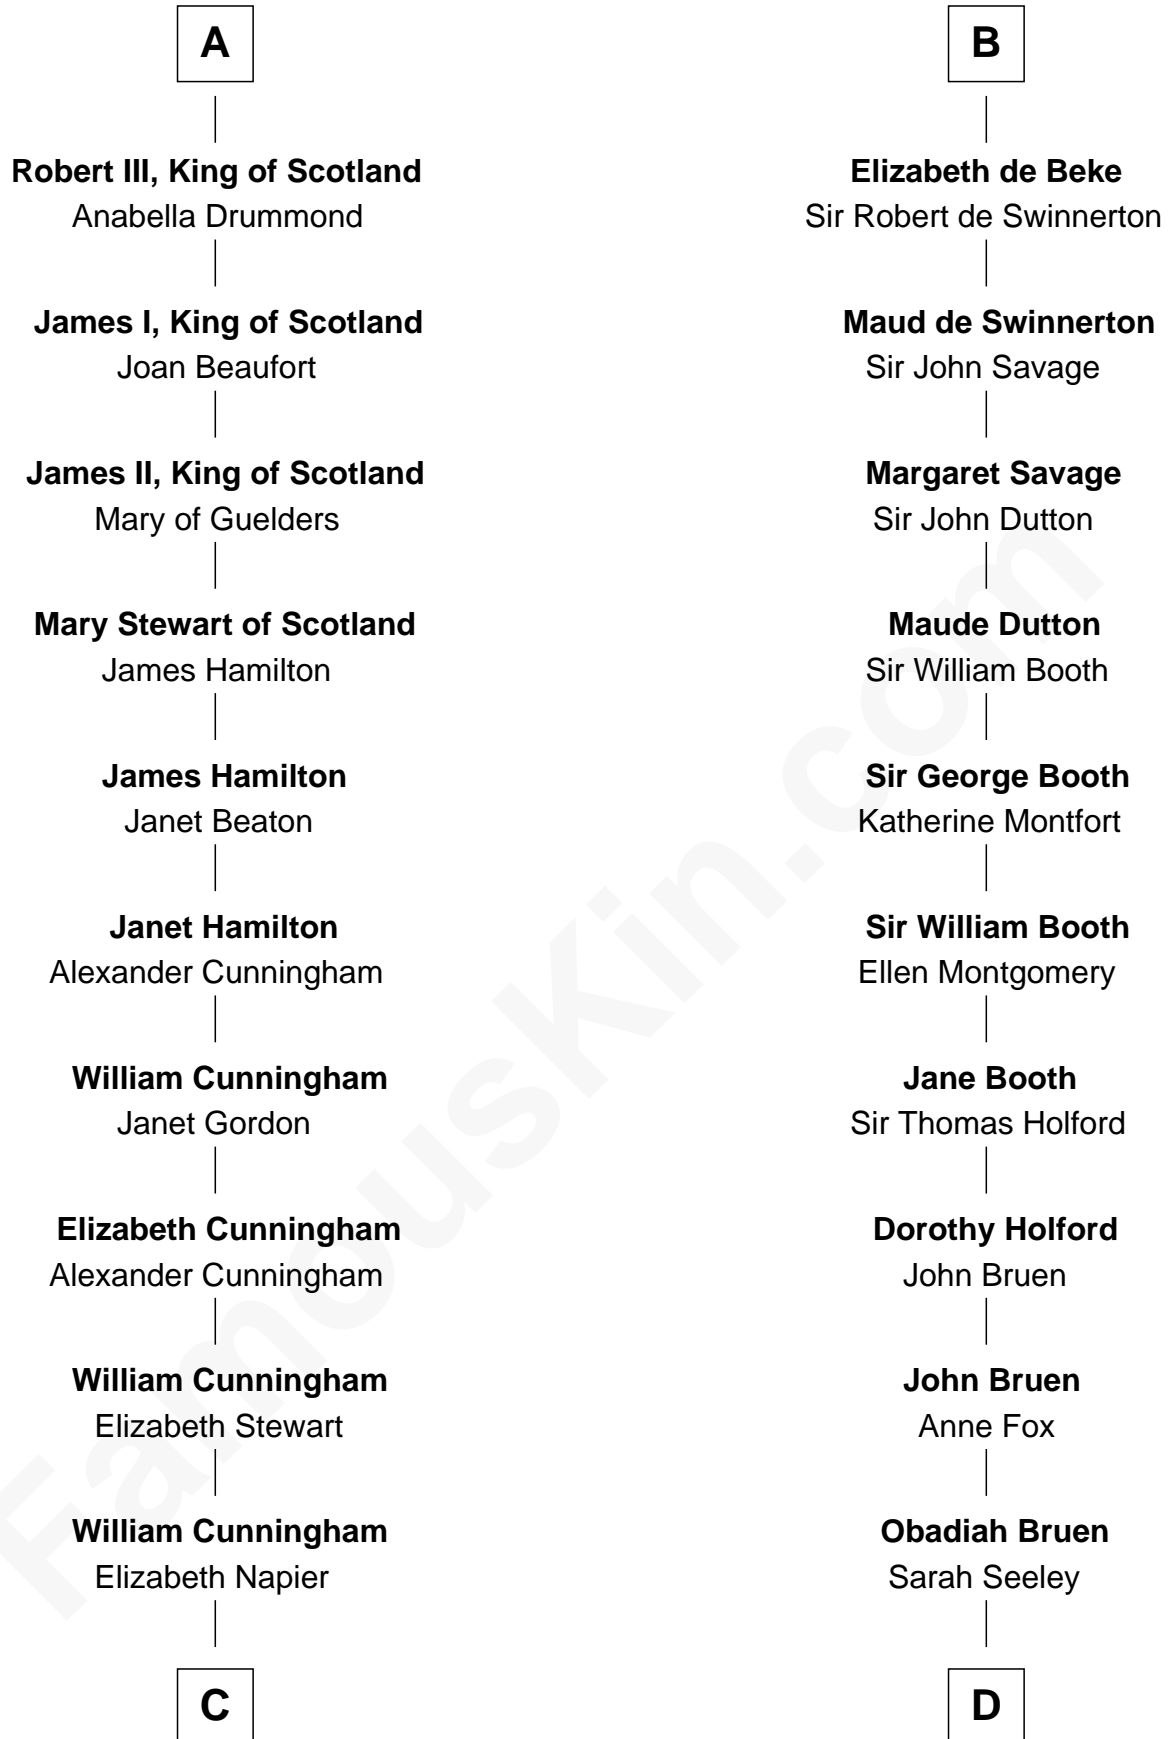 A
Robert III, King of Scotland
Anabella Drummond
James I, King of Scotland
Joan Beaufort
James II, King of Scotland
Mary of Guelders
Mary Stewart of Scotland
James Hamilton
James Hamilton
Janet Beaton
Janet Hamilton
Alexander Cunningham
William Cunningham
Janet Gordon
Elizabeth Cunningham
Alexander Cunningham
William Cunningham
Elizabeth Stewart
William Cunningham
Elizabeth Napier
C
B
Elizabeth de Beke
Sir Robert de Swinnerton
Maud de Swinnerton
Sir John Savage
Margaret Savage
Sir John Dutton
Maude Dutton
Sir William Booth
Sir George Booth
Katherine Montfort
Sir William Booth
Ellen Montgomery
Jane Booth
Sir Thomas Holford
Dorothy Holford
John Bruen
John Bruen
Anne Fox
Obadiah Bruen
Sarah Seeley
D
FamousKin.com